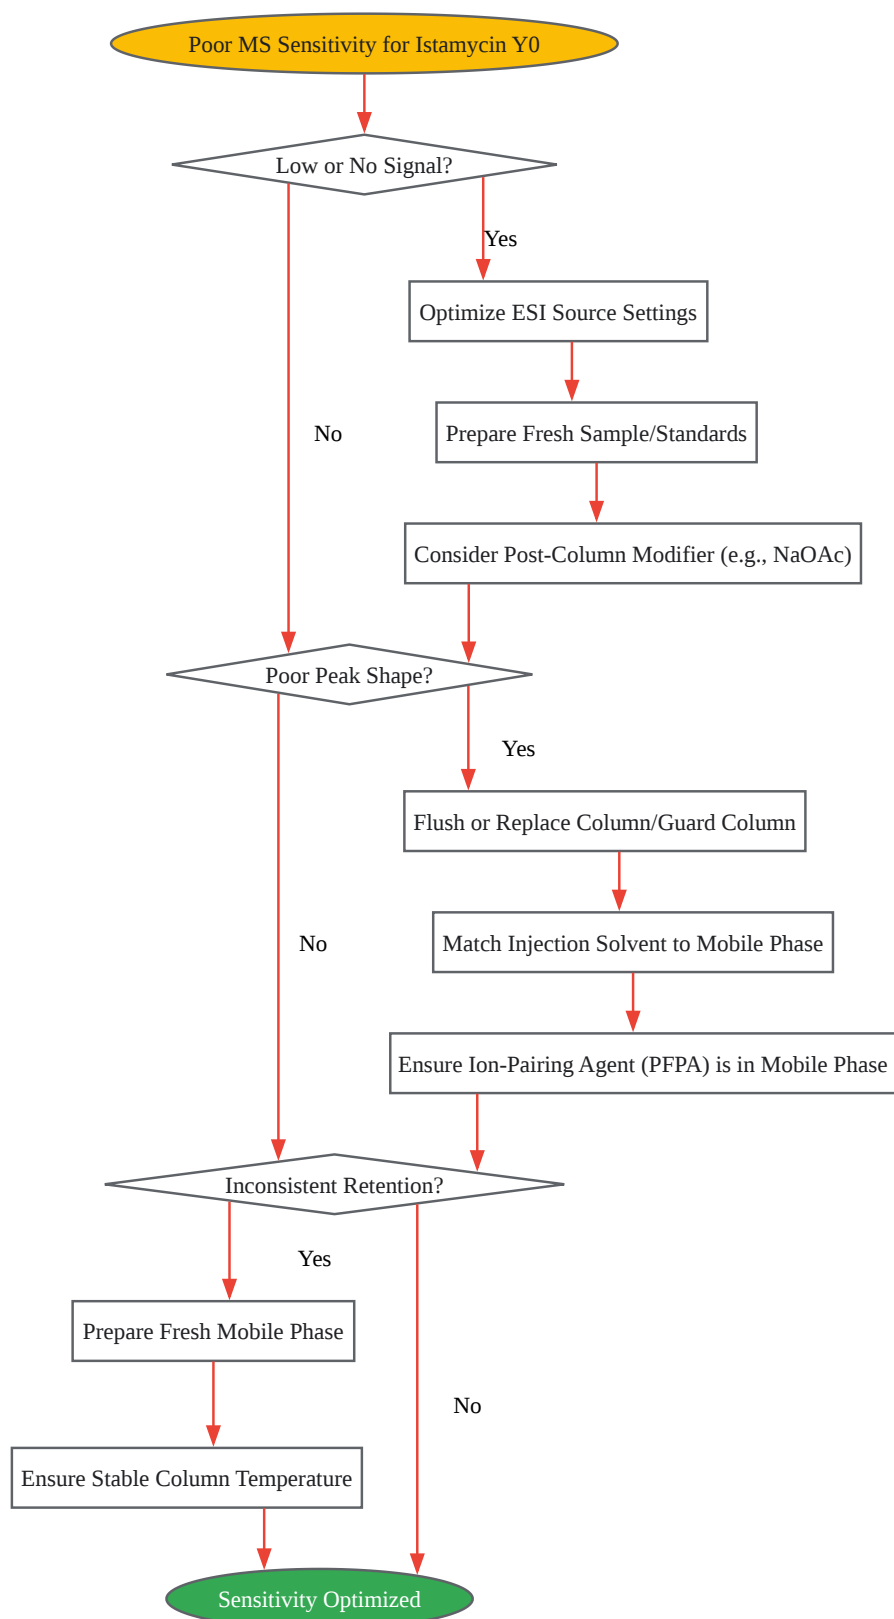 Poor MS Sensitivity for Istamycin Y0
Low or No Signal?
Yes
Optimize ESI Source Settings
No
Prepare Fresh Sample/Standards
Consider Post-Column Modifier (e.g., NaOAc)
Poor Peak Shape?
Yes
Flush or Replace Column/Guard Column
No
Match Injection Solvent to Mobile Phase
Ensure Ion-Pairing Agent (PFPA) is in Mobile Phase
Inconsistent Retention?
Yes
Prepare Fresh Mobile Phase
No
Ensure Stable Column Temperature
Sensitivity Optimized